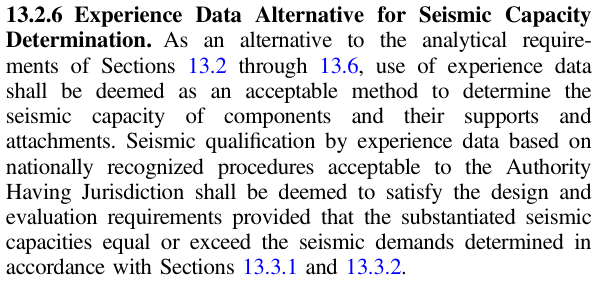 13.2.6 Experience Data Alternative for Seismic Capacity
Determination. As an alternative to the analytical require-
ments of Sections 13.2 through 13.6, use of experience data
shall be deemed as an acceptable method to determine the
seismic capacity of components and their supports and
attachments. Seismic qualification by experience data based on
nationally recognized procedures acceptable to the Authority
Having Jurisdiction shall be deemed to satisfy the design and
evaluation requirements provided that the substantiated seismic
capacities equal or exceed the seismic demands determined in
accordance with Sections 13.3.1 and 13.3.2.